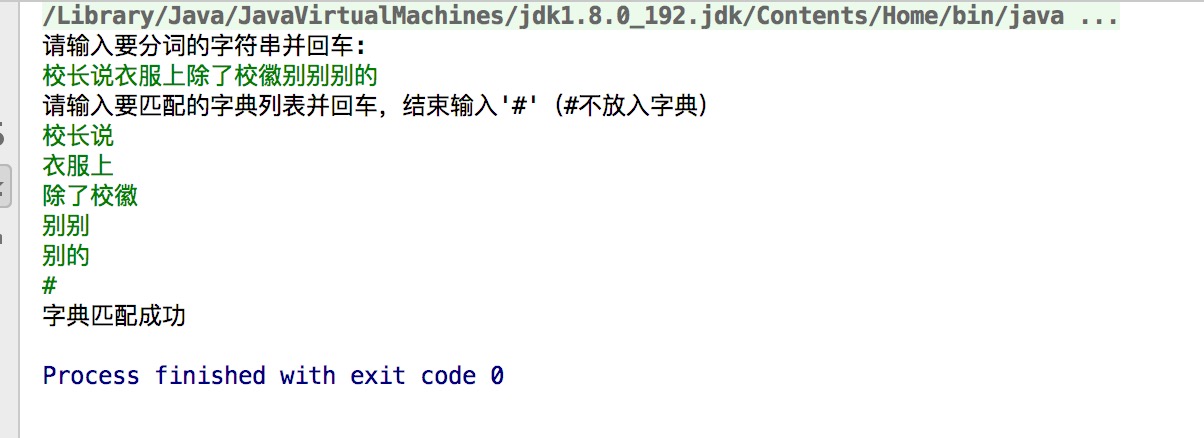 /Library/Java/JavaVirtualMachines/jdk1.8.0_192.jdk/Contents/Home/bin/java ...
请输入要分词的字符串并回车:
校长说衣服上除了校徽别别别的
请输入要匹配的字典列表并回车，结束输入'#'（#不放入字典）
校长说
衣服上
除了校徽
别别
别的
#
字典匹配成功
Process finished with exit code 0